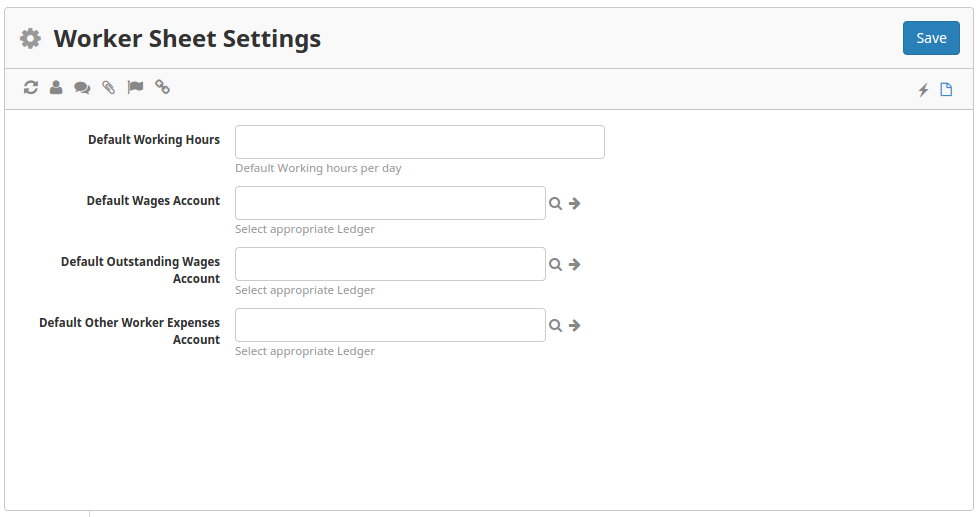 Worker Sheet Settings
Save
Default Working Hours
Default Working hours per day
Default Wages Account
Select appropriate Ledger
Default Outstanding Wages
Account
Select appropriate Ledger
Default Other Worker Expenses
Account
Select appropriate Ledger